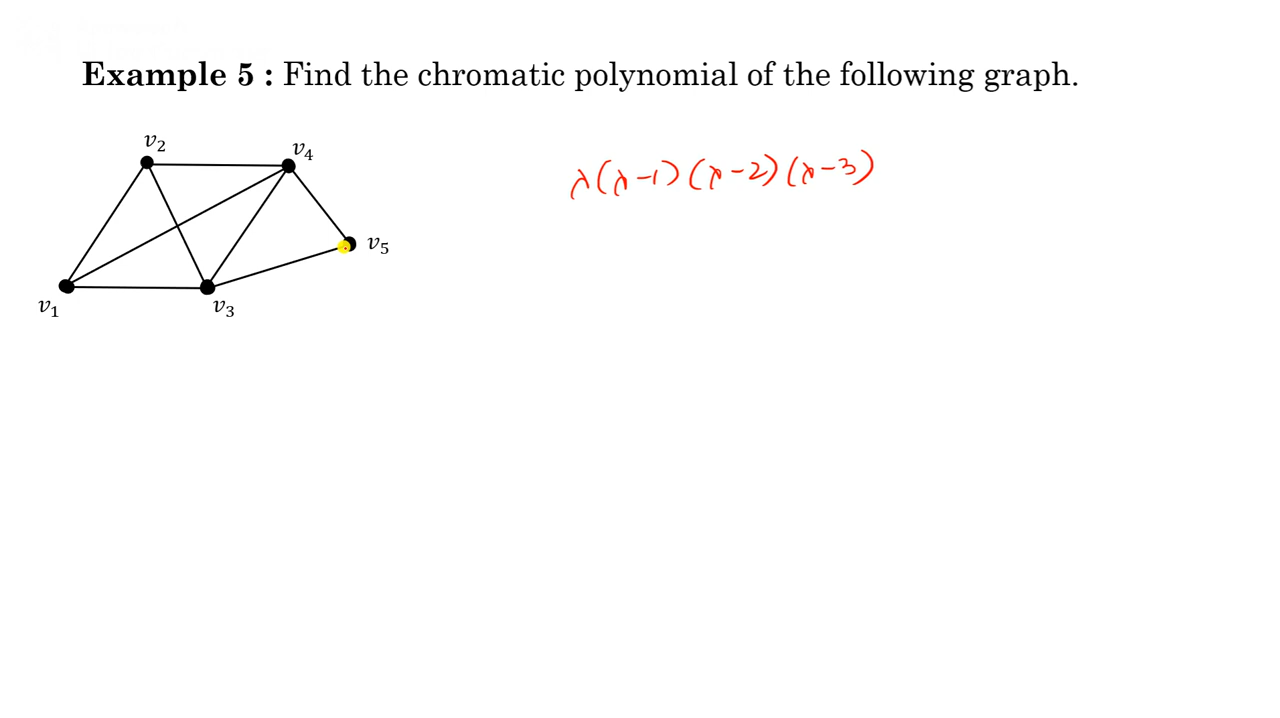 Example 5 : Find the chromatic polynomial of the following graph.
v₂
v₄
λ(λ-1)(λ-2)(λ-3)
v₅
v₁
v₃